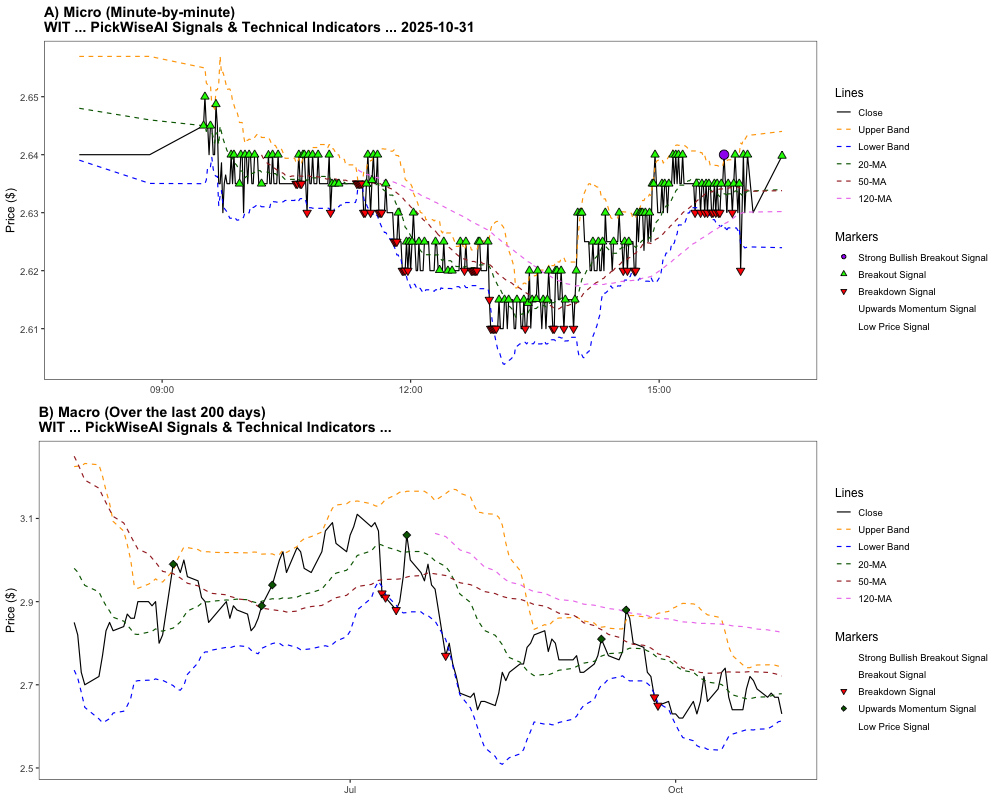 A) Micro (Minute-by-minute)
WIT ... PickWiseAI Signals & Technical Indicators ... 2025-10-31
Price ($)
2.65
2.64
2.63
2.62
2.61
09:00
12:00
15:00
Lines
Close
Upper Band
Lower Band
20-MA
50-MA
120-MA
Markers
Strong Bullish Breakout Signal
Breakout Signal
Breakdown Signal
Upwards Momentum Signal
Low Price Signal
B) Macro (Over the last 200 days)
WIT ... PickWiseAI Signals & Technical Indicators ...
Price ($)
3.1
2.9
2.7
2.5
Jul
Oct
Lines
Close
Upper Band
Lower Band
20-MA
50-MA
120-MA
Markers
Strong Bullish Breakout Signal
Breakout Signal
Breakdown Signal
Upwards Momentum Signal
Low Price Signal